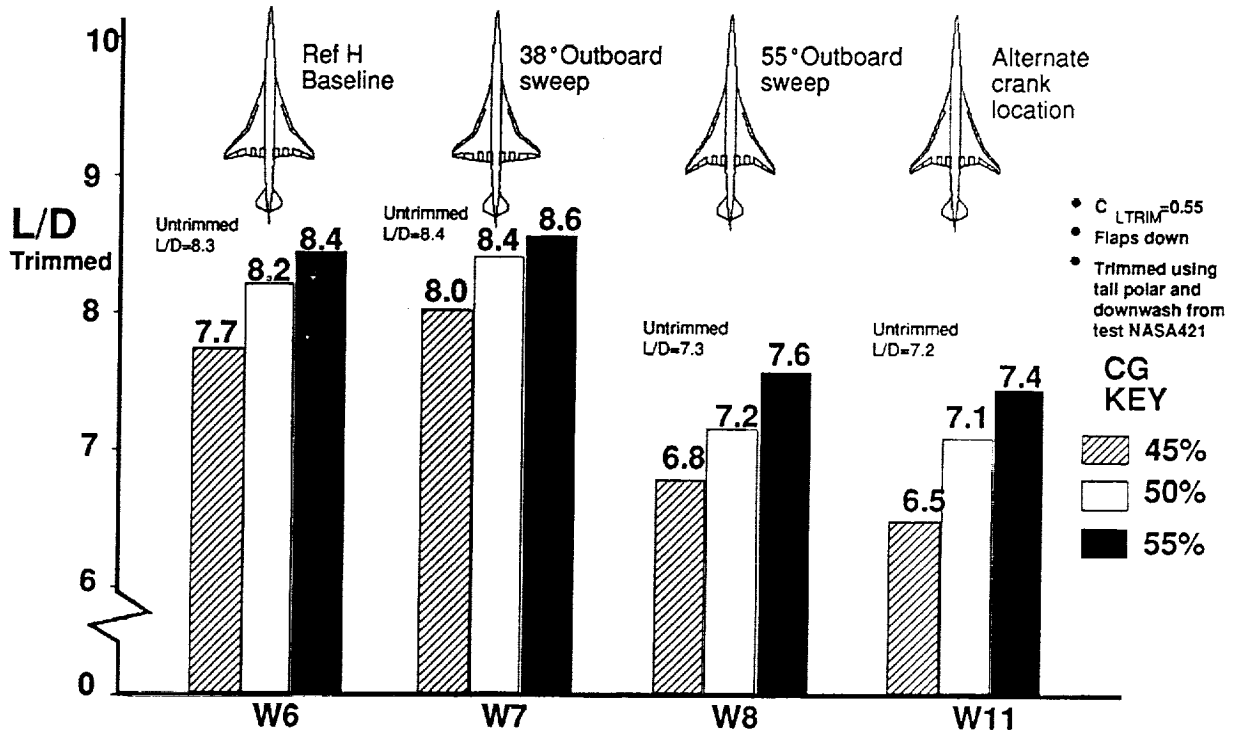 10
9
8
7
6
0
L/D
Trimmed
Ref H
Baseline
38° Outboard
sweep
55° Outboard
sweep
Alternate
crank
location
Untrimmed
L/D=8.3
7.7
8.2
8.4
Untrimmed
L/D=8.4
8.0
8.4
8.6
Untrimmed
L/D=7.3
6.8
7.2
7.6
Untrimmed
L/D=7.2
6.5
7.1
7.4
• C LTRIM=0.55
• Flaps down
• Trimmed using
tail polar and
downwash from
test NASA421
CG
KEY
45%
50%
55%
W6
W7
W8
W11